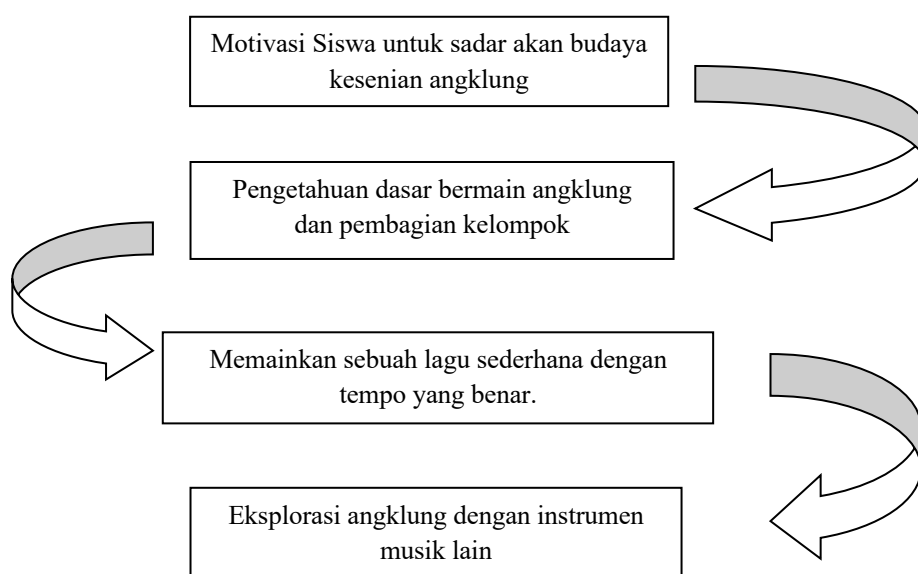 Motivasi Siswa untuk sadar akan budaya
kesenian angklung
Pengetahuan dasar bermain angklung
dan pembagian kelompok
Memainkan sebuah lagu sederhana dengan
tempo yang benar.
Eksplorasi angklung dengan instrumen
musik lain